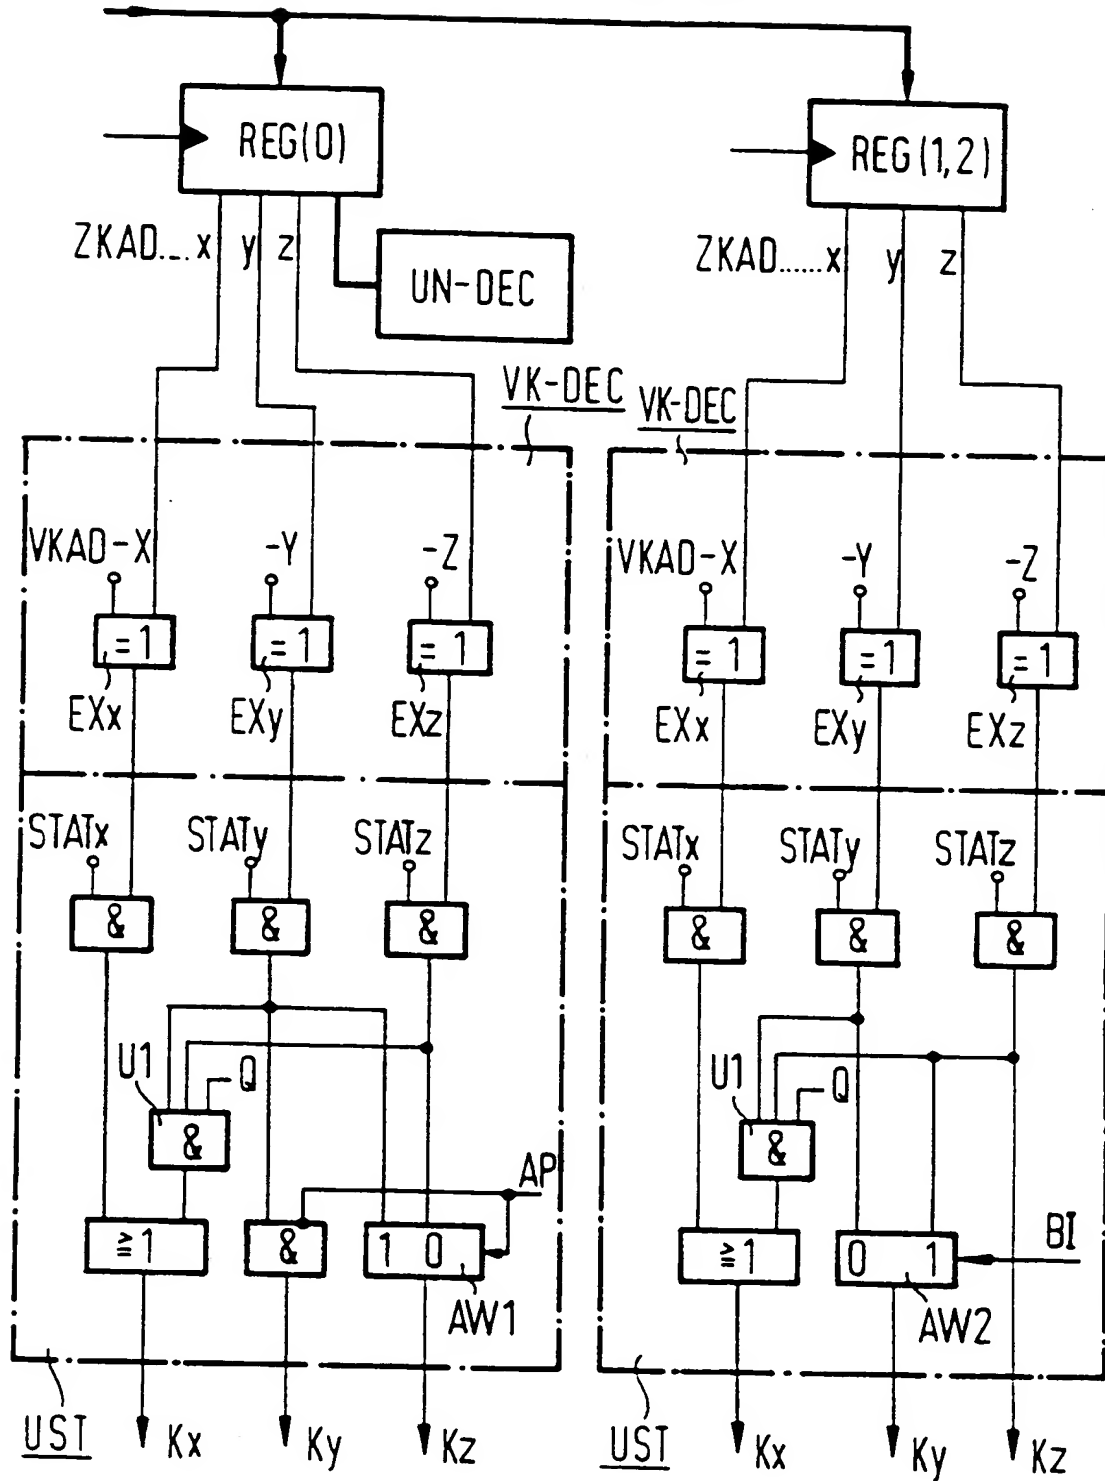 REG(0)
REG(1,2)
ZKAD... x y z
UN-DEC
ZKAD......x y z
VK-DEC
VK-DEC
VKAD-X -Y -Z
VKAD-X -Y -Z
=1 =1 =1
=1 =1 =1
EXx EXy EXz
EXx EXy EXz
STATx STATy STATz
STATx STATy STATz
& & &
& & &
U1 Q
U1 Q
&
&
AP
BI
≥1 & 1 0
≥1 0 1
AW1
AW2
UST Kx Ky Kz
UST Kx Ky Kz